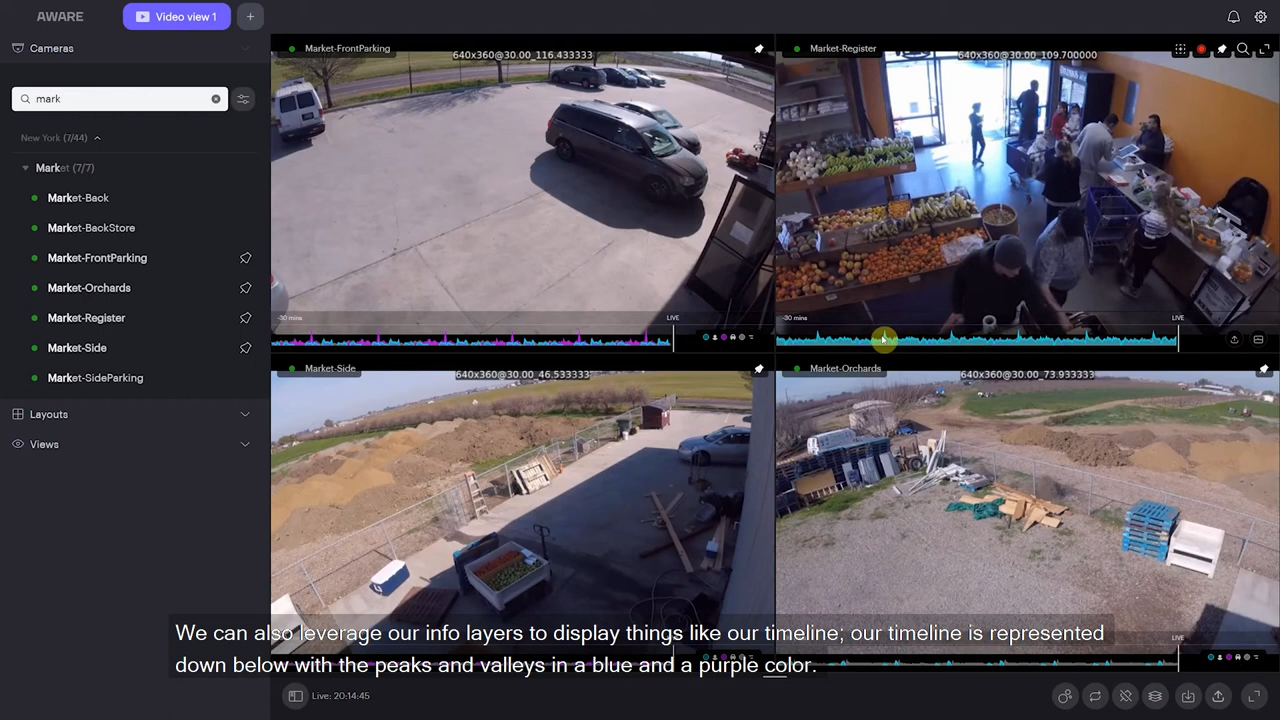 AWARE
Video view 1
Cameras
mark
New York (7/44)
Market (7/7)
Market-Back
Market-BackStore
Market-FrontParking
Market-Orchards
Market-Register
Market-Side
Market-SideParking
Layouts
Views
Market-FrontParking
640x360@30.00_116.433333
-30 mins
LIVE
Market-Register
640x360@30.00_109.700000
-30 mins
LIVE
Market-Side
640x360@30.00_46.533333
Market-Orchards
640x360@30.00_73.933333
LIVE
We can also leverage our info layers to display things like our timeline; our timeline is represented
down below with the peaks and valleys in a blue and a purple color.
Live: 20:14:45